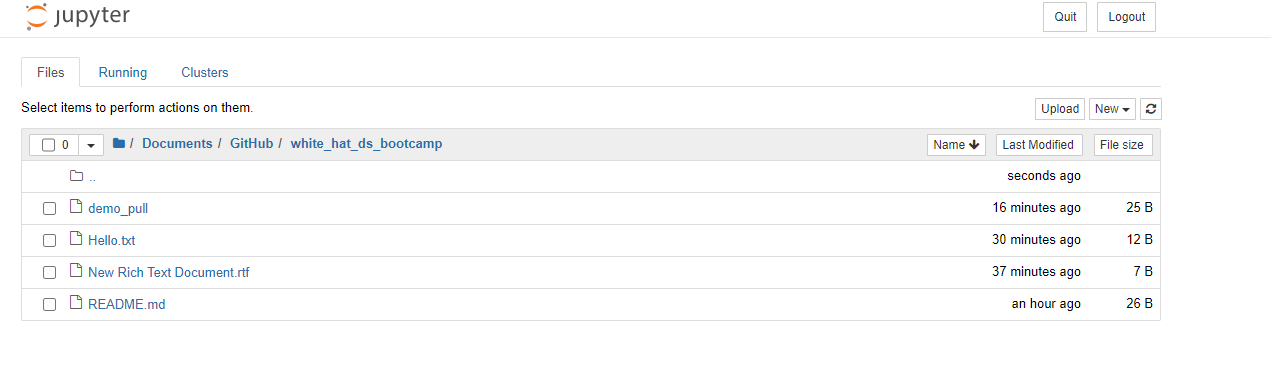 jupyter Quit Logout
Files Running Clusters
Select items to perform actions on them. Upload New
0 / Documents / GitHub / white_hat_ds_bootcamp Name Last Modified File size
.. seconds ago
demo_pull 16 minutes ago 25 B
Hello.txt 30 minutes ago 12 B
New Rich Text Document.rtf 37 minutes ago 7 B
README.md an hour ago 26 B